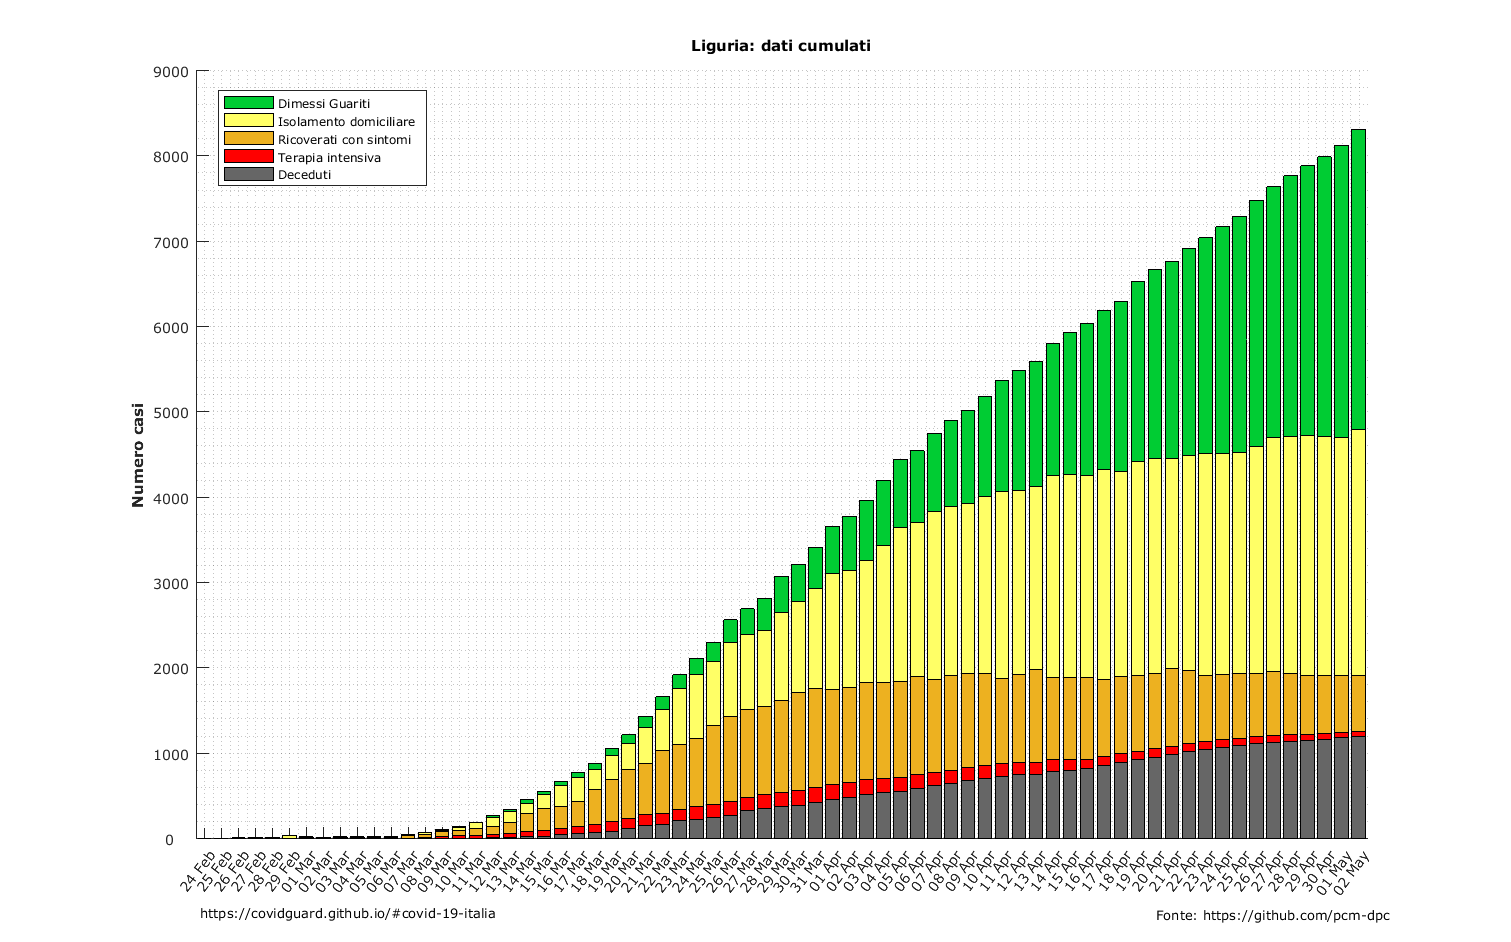 Liguria: dati cumulati
9000
8000
7000
6000
5000
4000
3000
2000
1000
0
Numero casi
Dimessi Guariti
Isolamento domiciliare
Ricoverati con sintomi
Terapia intensiva
Deceduti
24 Feb
25 Feb
26 Feb
27 Feb
28 Feb
29 Feb
01 Mar
02 Mar
03 Mar
04 Mar
05 Mar
06 Mar
07 Mar
08 Mar
09 Mar
10 Mar
11 Mar
12 Mar
13 Mar
14 Mar
15 Mar
16 Mar
17 Mar
18 Mar
19 Mar
20 Mar
21 Mar
22 Mar
23 Mar
24 Mar
25 Mar
26 Mar
27 Mar
28 Mar
29 Mar
30 Mar
31 Mar
01 Apr
02 Apr
03 Apr
04 Apr
05 Apr
06 Apr
07 Apr
08 Apr
09 Apr
10 Apr
11 Apr
12 Apr
13 Apr
14 Apr
15 Apr
16 Apr
17 Apr
18 Apr
19 Apr
20 Apr
21 Apr
22 Apr
23 Apr
24 Apr
25 Apr
26 Apr
27 Apr
28 Apr
29 Apr
30 Apr
01 May
02 May
https://covidguard.github.io/#covid-19-italia
Fonte: https://github.com/pcm-dpc